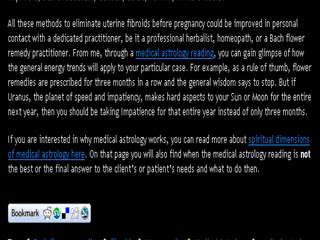 All these methods to eliminate uterine fibroids before pregnancy could be improved in personal
contact with a dedicated practitioner, be it a professional herbalist, homeopath, or a Bach flower
remedy practitioner. From me, through a medical astrology reading, you can gain glimpse of how
the general energy trends will apply to your particular case. For example, as a rule of thumb, flower
remedies are prescribed for three months in a row and the general wisdom says to stop. But if
Uranus, the planet of speed and impatiency, makes hard aspects to your Sun or Moon for the entire
next year, then you should be taking Impatience for that entire year instead of only three months.
If you are interested in why medical astrology works, you can read more about spiritual dimensions
of medical astrology here. On that page you will also find when the medical astrology reading is not
the best or the final answer to the client's or patient's needs and what to do then.
Bookmark